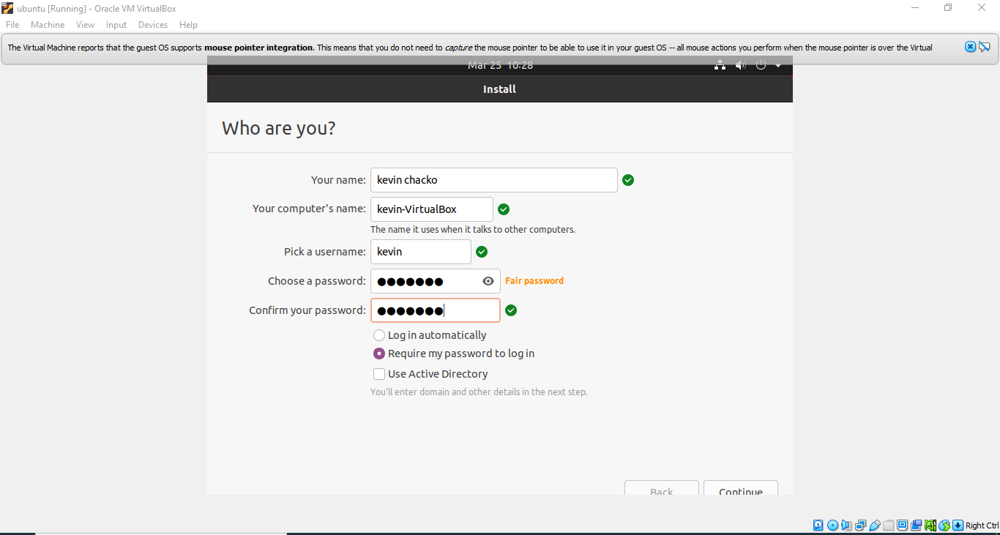 ubuntu [Running] - Oracle VM VirtualBox
File Machine View Input Devices Help
The Virtual Machine reports that the guest OS supports mouse pointer integration. This means that you do not need to capture the mouse pointer to be able to use it in your guest OS -- all mouse actions you perform when the mouse pointer is over the Virtual
Mar 25 10:28
Install
Who are you?
Your name: kevin chacko
Your computer's name: kevin-VirtualBox
The name it uses when it talks to other computers.
Pick a username: kevin
Choose a password: ●●●●●●● Fair password
Confirm your password: ●●●●●●●
Log in automatically
Require my password to log in
Use Active Directory
You'll enter domain and other details in the next step.
Back Continue
Right Ctrl